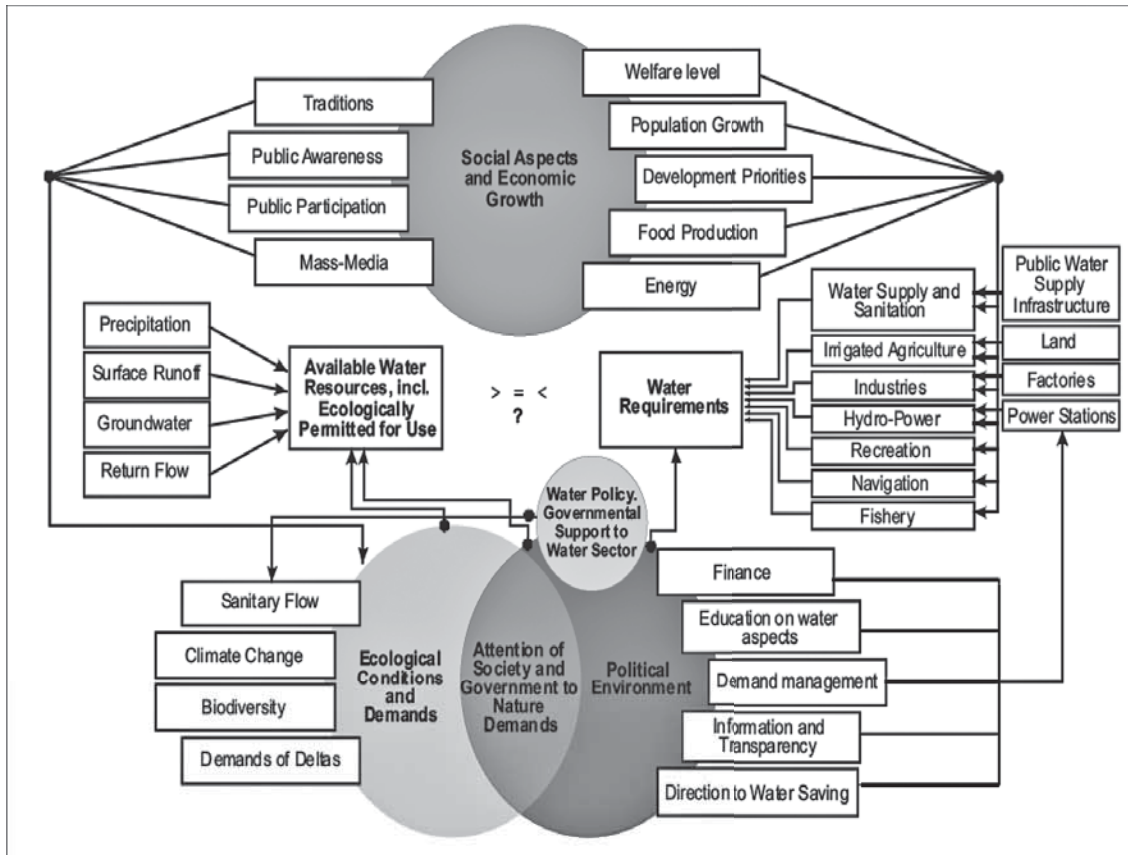 Traditions
Public Awareness
Public Participation
Mass-Media
Social Aspects
and Economic
Growth
Welfare level
Population Growth
Development Priorities
Food Production
Energy
Precipitation
Surface Runoff
Groundwater
Return Flow
Available Water
Resources, incl.
Ecologically
Permitted for Use
> = <
?
Water
Requirements
Water Supply and
Sanitation
Irrigated Agriculture
Industries
Hydro-Power
Recreation
Navigation
Fishery
Public Water
Supply
Infrastructure
Land
Factories
Power Stations
Water Policy.
Governmental
Support to
Water Sector
Sanitary Flow
Climate Change
Biodiversity
Demands of Deltas
Ecological
Conditions
and
Demands
Attention of
Society and
Government to
Nature
Demands
Political
Environment
Finance
Education on water
aspects
Demand management
Information and
Transparency
Direction to Water Saving